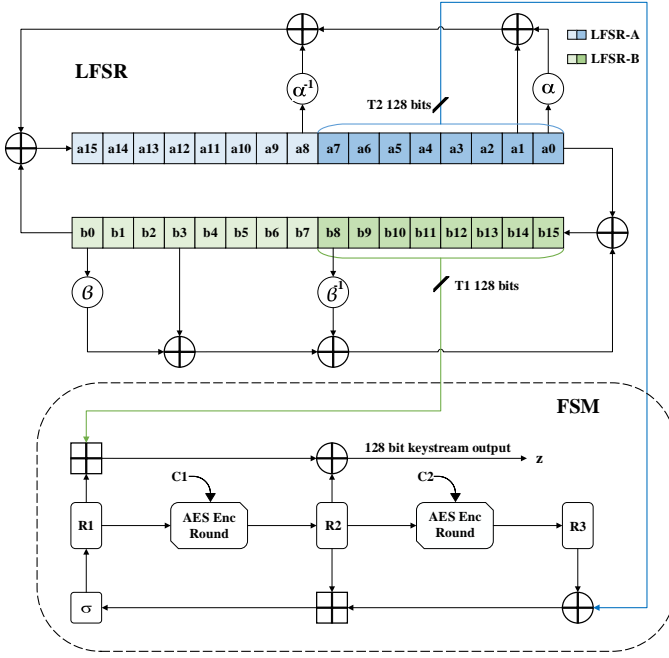 LFSR-A
LFSR-B
LFSR
α-1
α
T2 128 bits
a15 a14 a13 a12 a11 a10 a9 a8 a7 a6 a5 a4 a3 a2 a1 a0
b0 b1 b2 b3 b4 b5 b6 b7 b8 b9 b10 b11 b12 b13 b14 b15
β
β-1
T1 128 bits
FSM
128 bit keystream output
z
C1
C2
R1
AES Enc
Round
R2
AES Enc
Round
R3
σ